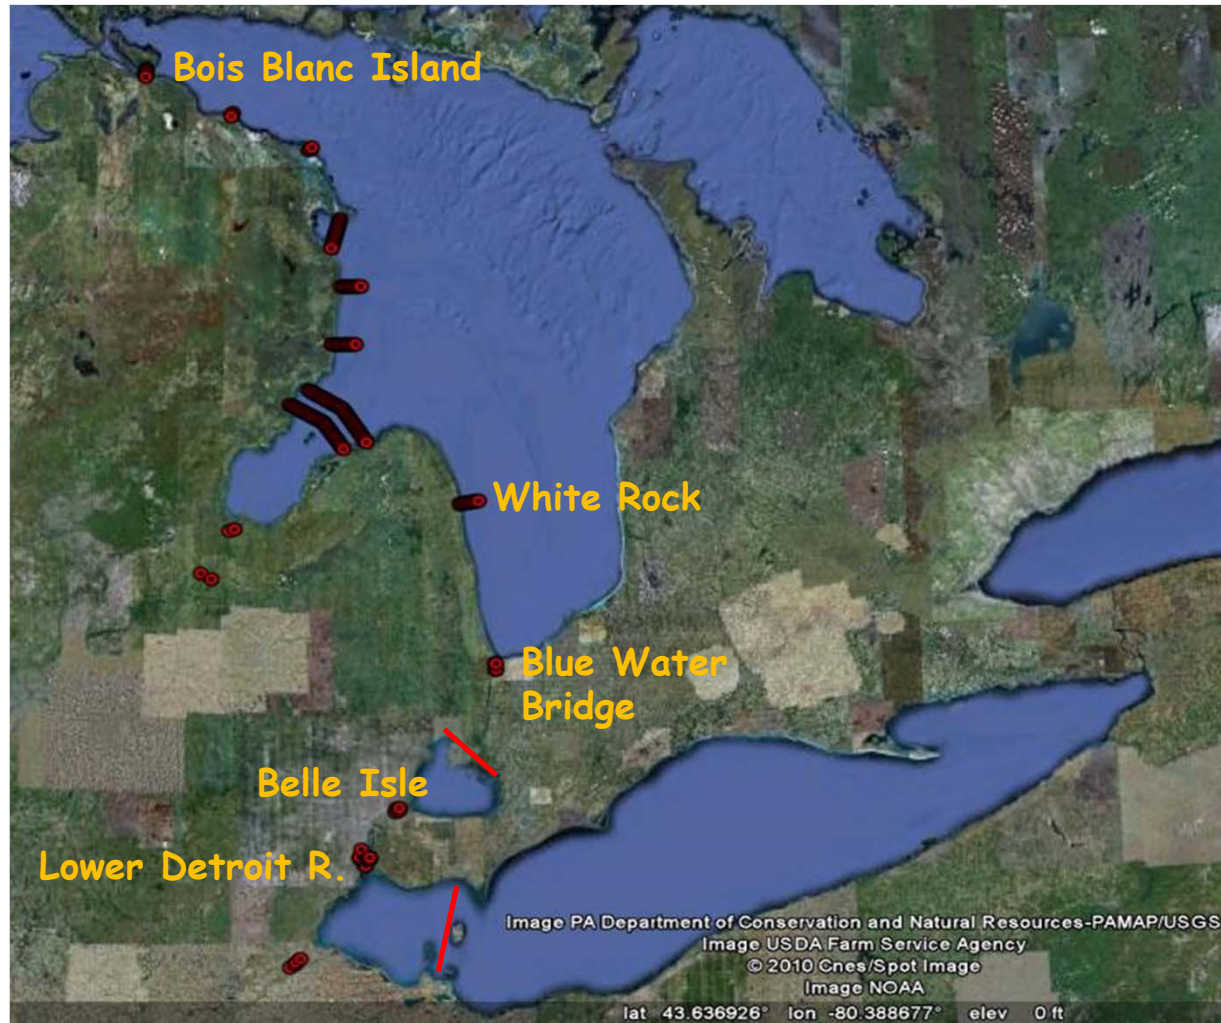 Bois Blanc Island
White Rock
Blue Water
Bridge
Belle Isle
Lower Detroit R.
Image PA Department of Conservation and Natural Resources-PAMAP/USGS
Image USDA Farm Service Agency
© 2010 Cnes/Spot Image
Image NOAA
lat 43.636926° lon -80.388677° elev 0 ft